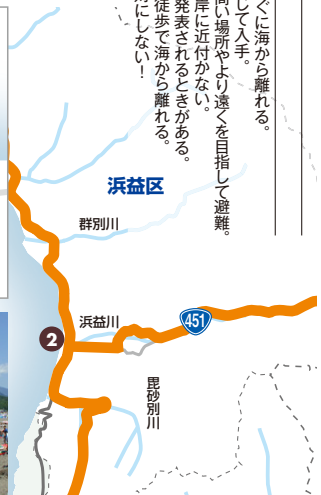 ぐに海から離れる。
じて入手。
高い場所やより遠くを目指して避難。
岸に近付かない。
発表されるときがある。
徒歩で海から離れる。
にしない！
浜益区
群別川
451
浜益川
2
毘砂別川